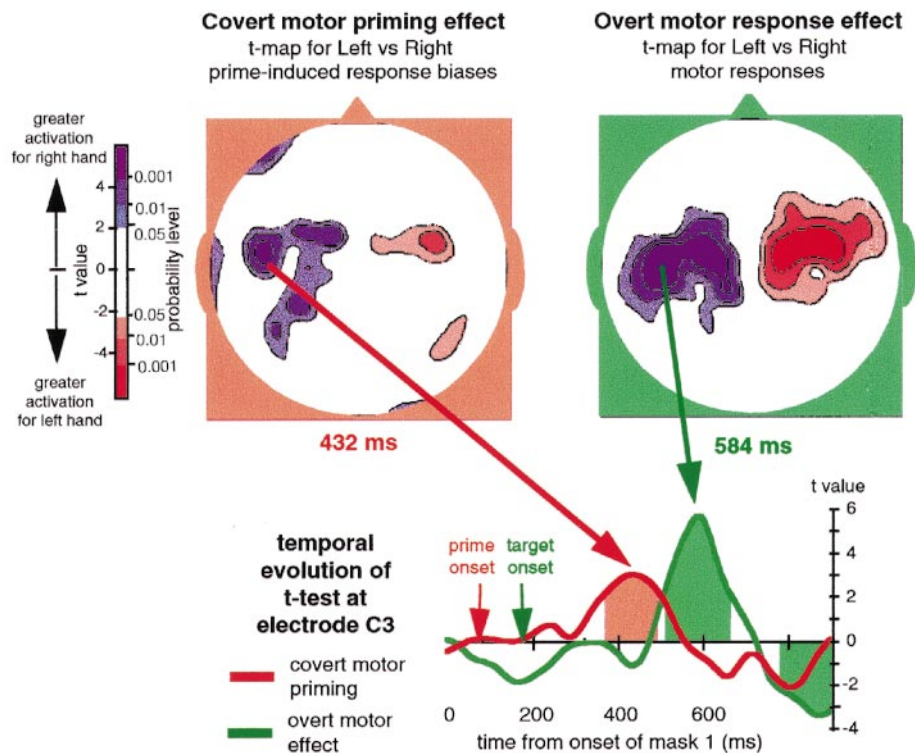 Covert motor priming effect
t-map for Left vs Right
prime-induced response biases
Overt motor response effect
t-map for Left vs Right
motor responses
greater
activation
for right hand
4
2
0
-2
-4
t value
0.001
0.01
0.05
0.05
0.01
0.001
probability level
greater
activation
for left hand
432 ms
584 ms
t value
6
4
2
0
-2
-4
temporal
evolution of
t-test at
electrode C3
prime
onset
target
onset
covert motor
priming
overt motor
effect
0 200 400 600
time from onset of mask 1 (ms)